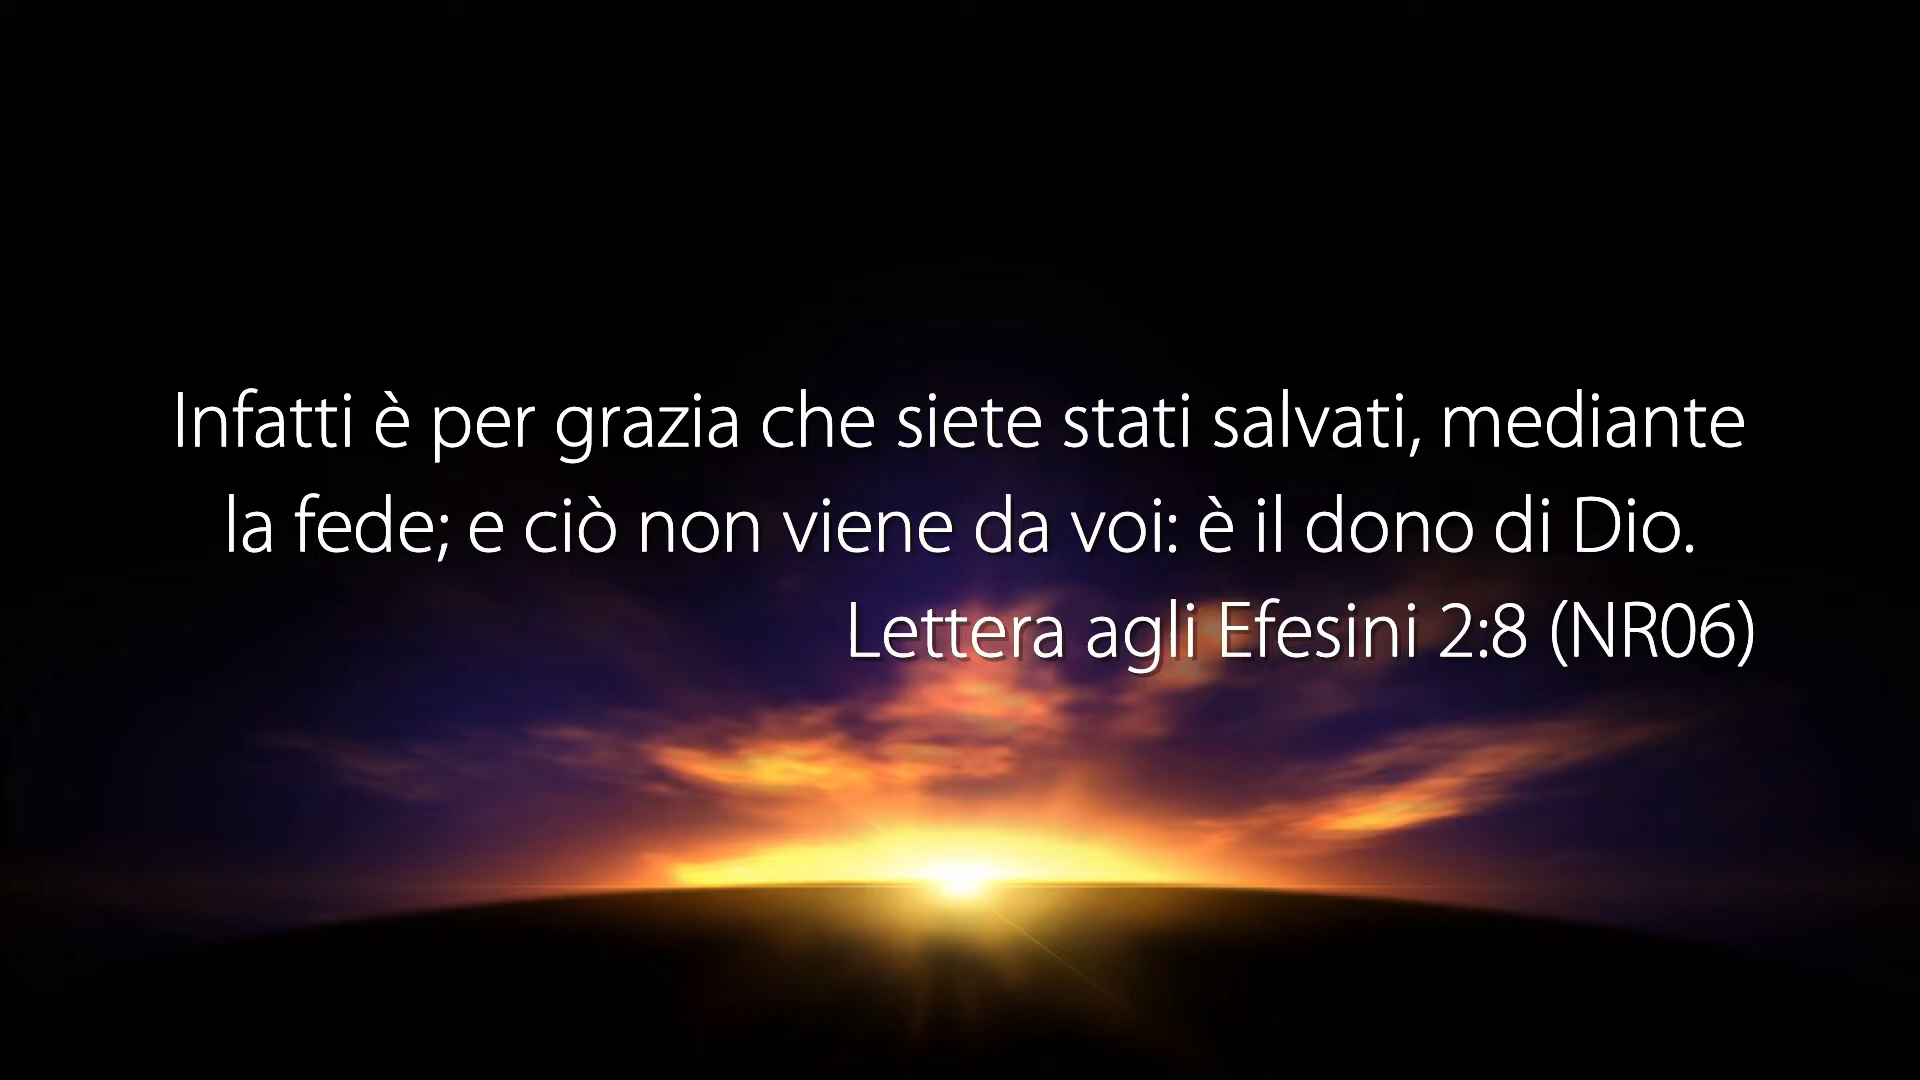 Infatti è per grazia che siete stati salvati, mediante
la fede; e ciò non viene da voi: è il dono di Dio.
Lettera agli Efesini 2:8 (NR06)